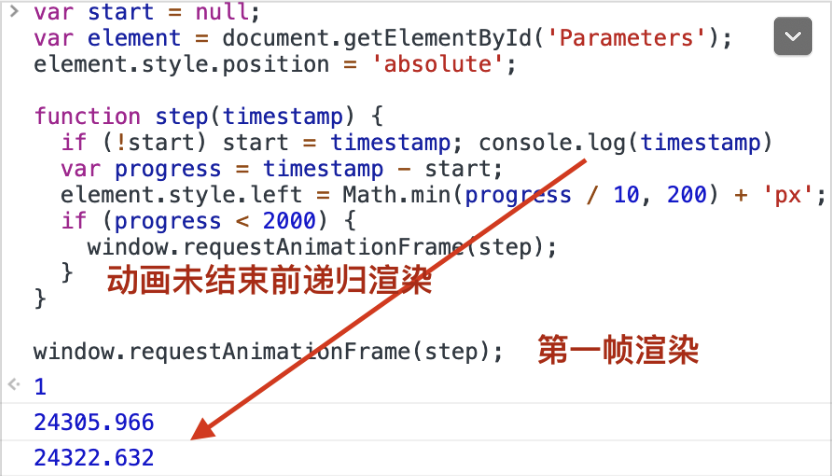 > var start = null;
var element = document.getElementById('Parameters');
element.style.position = 'absolute';
function step(timestamp) {
if (!start) start = timestamp; console.log(timestamp)
var progress = timestamp - start;
element.style.left = Math.min(progress / 10, 200) + 'px';
if (progress < 2000) {
window.requestAnimationFrame(step);
}
动画未结束前递归渲染
}
window.requestAnimationFrame(step);
第一帧渲染
1
24305.966
24322.632